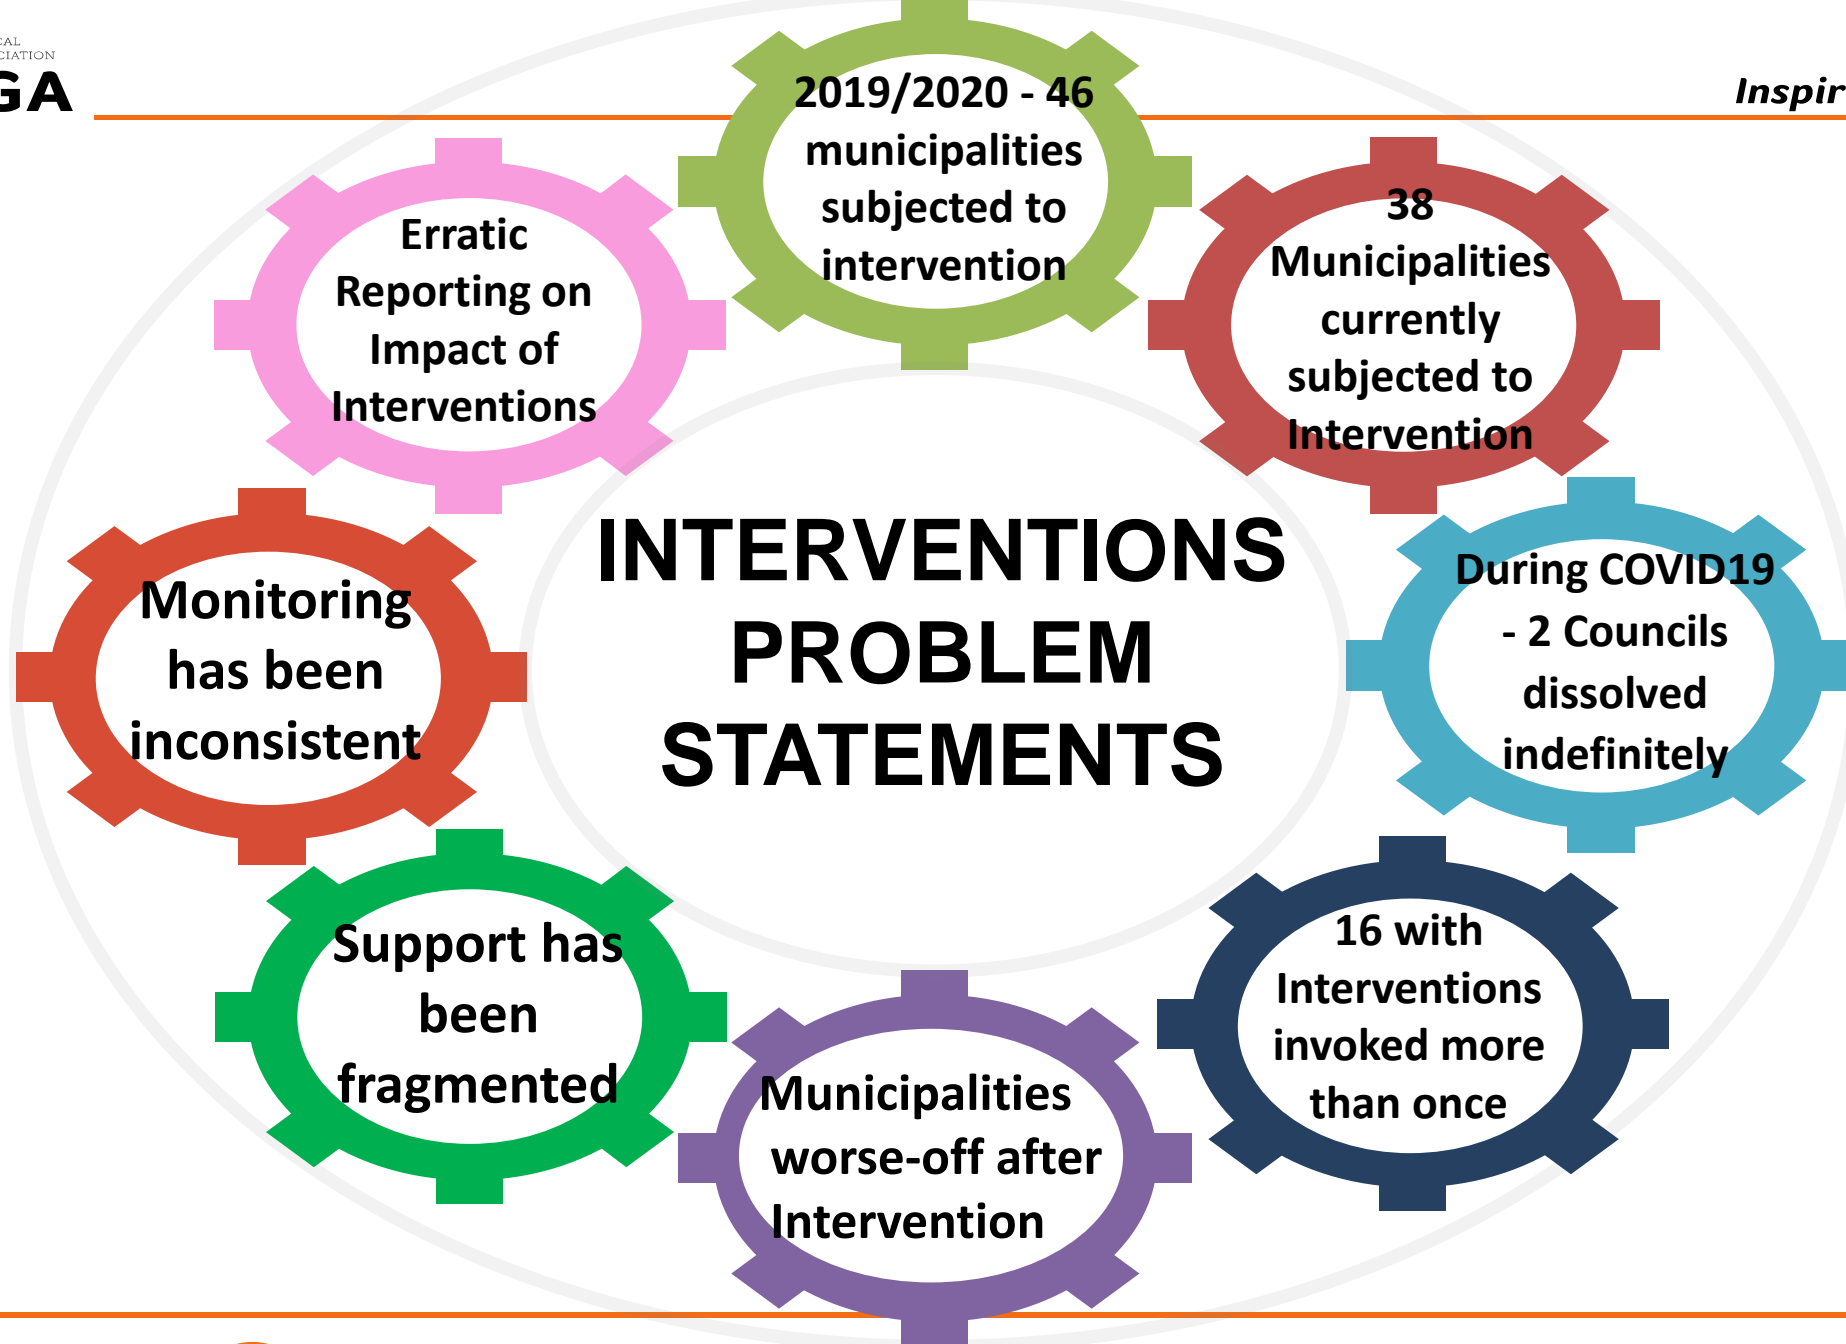 GA
Inspir
2019/2020 - 46
municipalities
subjected to
intervention
38
Municipalities
currently
subjected to
Intervention
During COVID19
- 2 Councils
dissolved
indefinitely
16 with
Interventions
invoked more
than once
Municipalities
worse-off after
Intervention
Support has
been
fragmented
Monitoring
has been
inconsistent
Erratic
Reporting on
Impact of
Interventions
INTERVENTIONS
PROBLEM
STATEMENTS